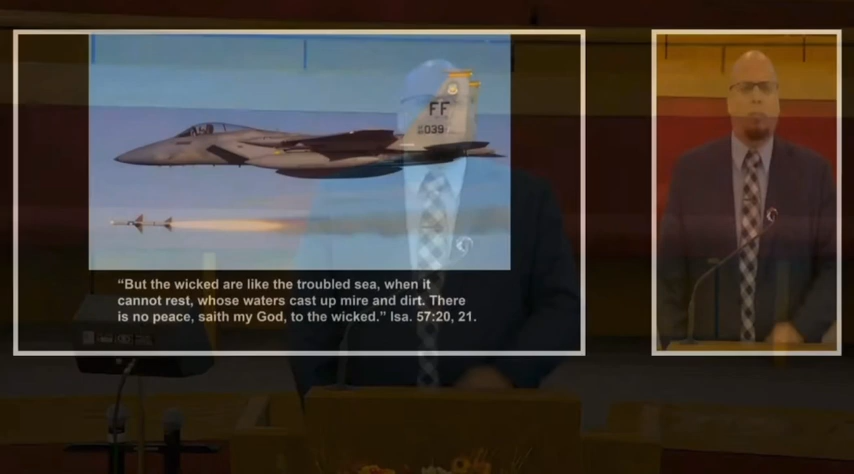 FF
039
“But the wicked are like the troubled sea, when it
cannot rest, whose waters cast up mire and dirt. There
is no peace, saith my God, to the wicked.” Isa. 57:20, 21.